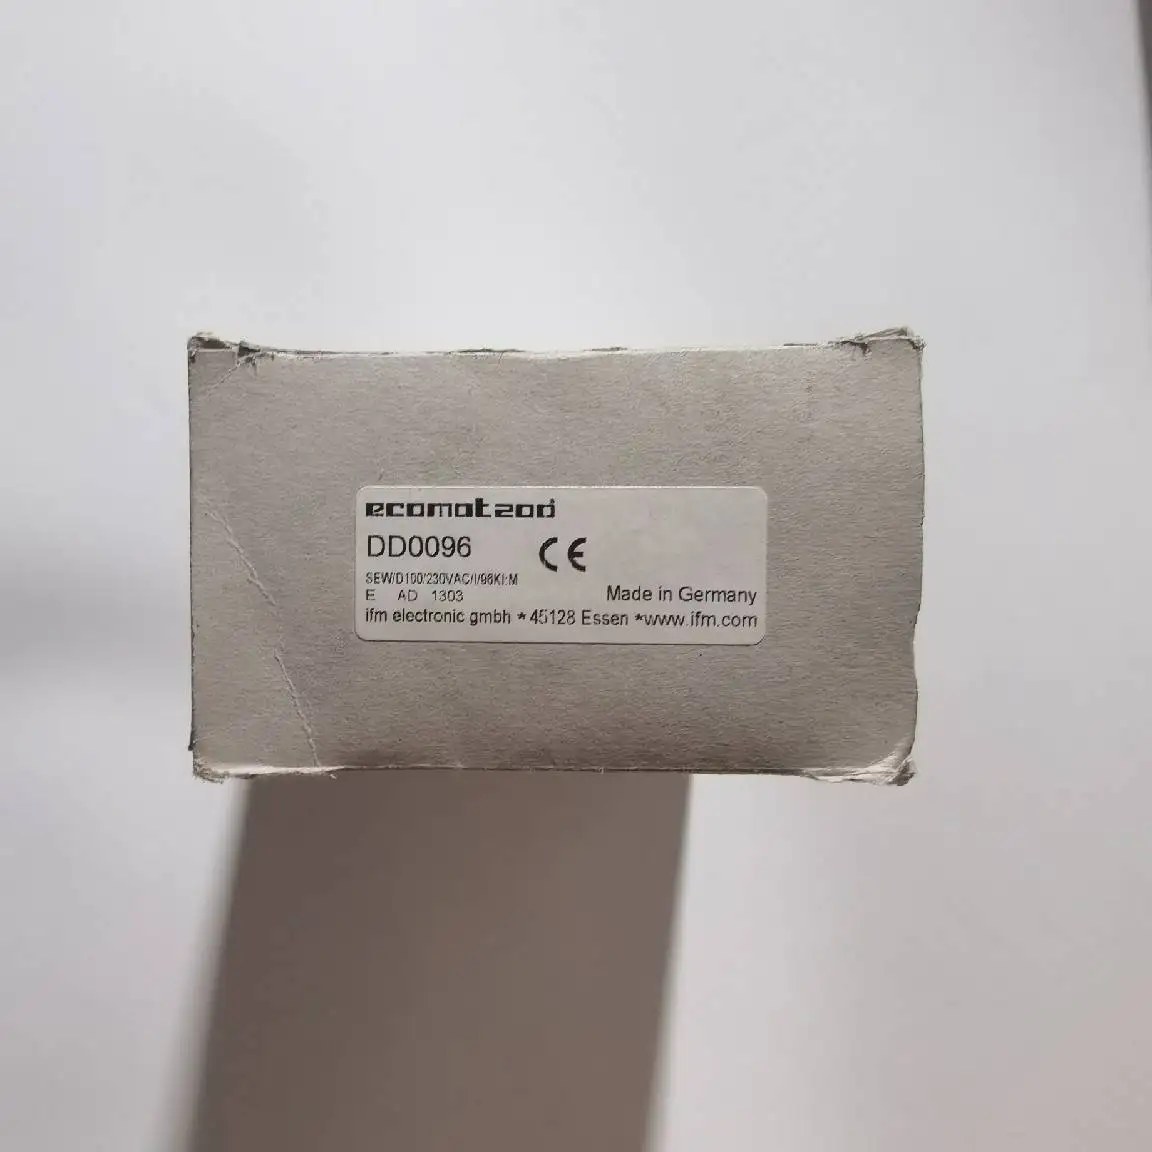 ecomat200
DD0096 CE
SEW/D100/230VAC/I/96KI:M
E AD 1303 Made in Germany
ifm electronic gmbh * 45128 Essen *www.ifm.com